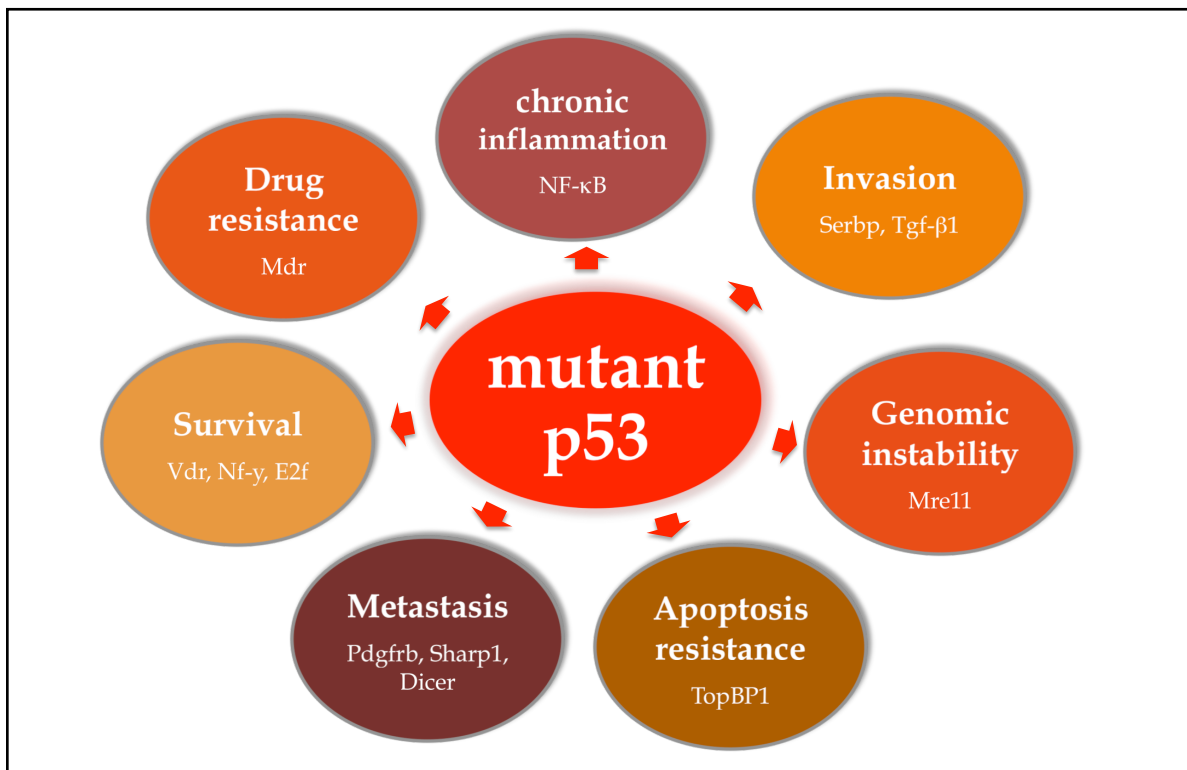 chronic
inflammation
NF-κB
Invasion
Serbp, Tgf-β1
Drug
resistance
Mdr
mutant
p53
Genomic
instability
Mre11
Survival
Vdr, Nf-y, E2f
Metastasis
Pdgfrb, Sharp1,
Dicer
Apoptosis
resistance
TopBP1